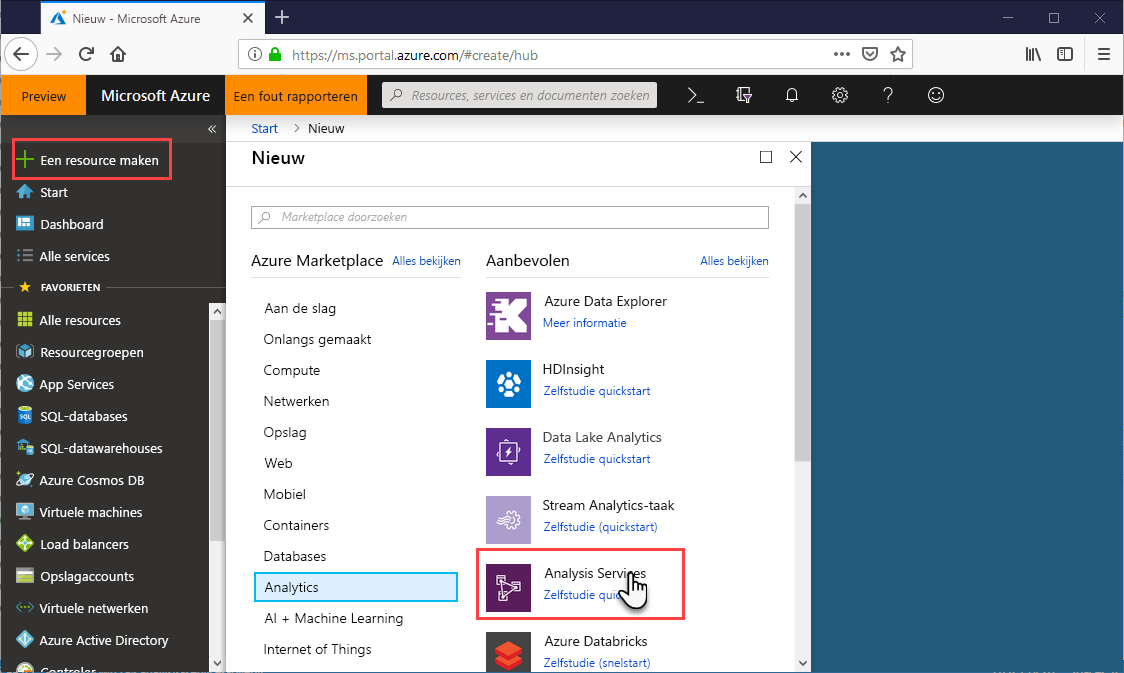 Nieuw - Microsoft Azure
https://ms.portal.azure.com/#create/hub
Preview
Microsoft Azure
Een fout rapporteren
Resources, services en documenten zoeken
Een resource maken
Start
Dashboard
Alle services
FAVORIETEN
Alle resources
Resourcegroepen
App Services
SQL-databases
SQL-datawarehouses
Azure Cosmos DB
Virtuele machines
Load balancers
Opslagaccounts
Virtuele netwerken
Azure Active Directory
Start > Nieuw
Nieuw
Marketplace doorzoeken
Azure Marketplace Alles bekijken
Aan de slag
Onlangs gemaakt
Compute
Netwerken
Opslag
Web
Mobiel
Containers
Databases
Analytics
AI + Machine Learning
Internet of Things
Aanbevolen Alles bekijken
Azure Data Explorer
Meer informatie
HDInsight
Zelfstudie quickstart
Data Lake Analytics
Zelfstudie quickstart
Stream Analytics-taak
Zelfstudie (quickstart)
Analysis Services
Zelfstudie
Azure Databricks
Zelfstudie (snelstart)